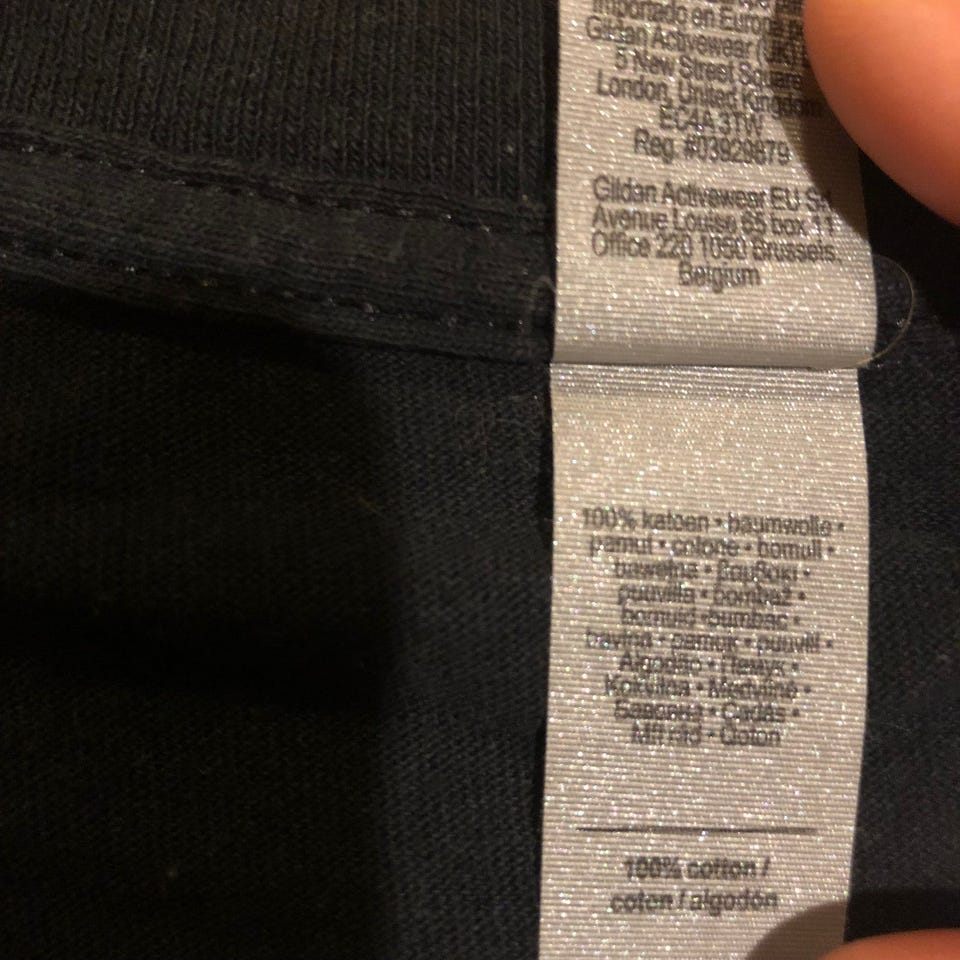 Importado en Europ
Gildan Activewear (UK)
5 New Street Square
London, United Kingdom
EC4A 3TW
Reg. #03929879
Gildan Activewear EU S
Avenue Louise 65 box 11
Office 220 1050 Brussels,
Belgium
100% katoen • baumwolle •
pamut • cotone • bomull •
bawełna • βαμβάκι •
puuvilla • bombaž •
bomuld • bumbac •
bavlna • pamuk • puuvill •
Algodão • Памук •
Kokvilna • Medvilnė •
Бавовна • Cadás •
Qoton
100% cotton /
coton / algodón